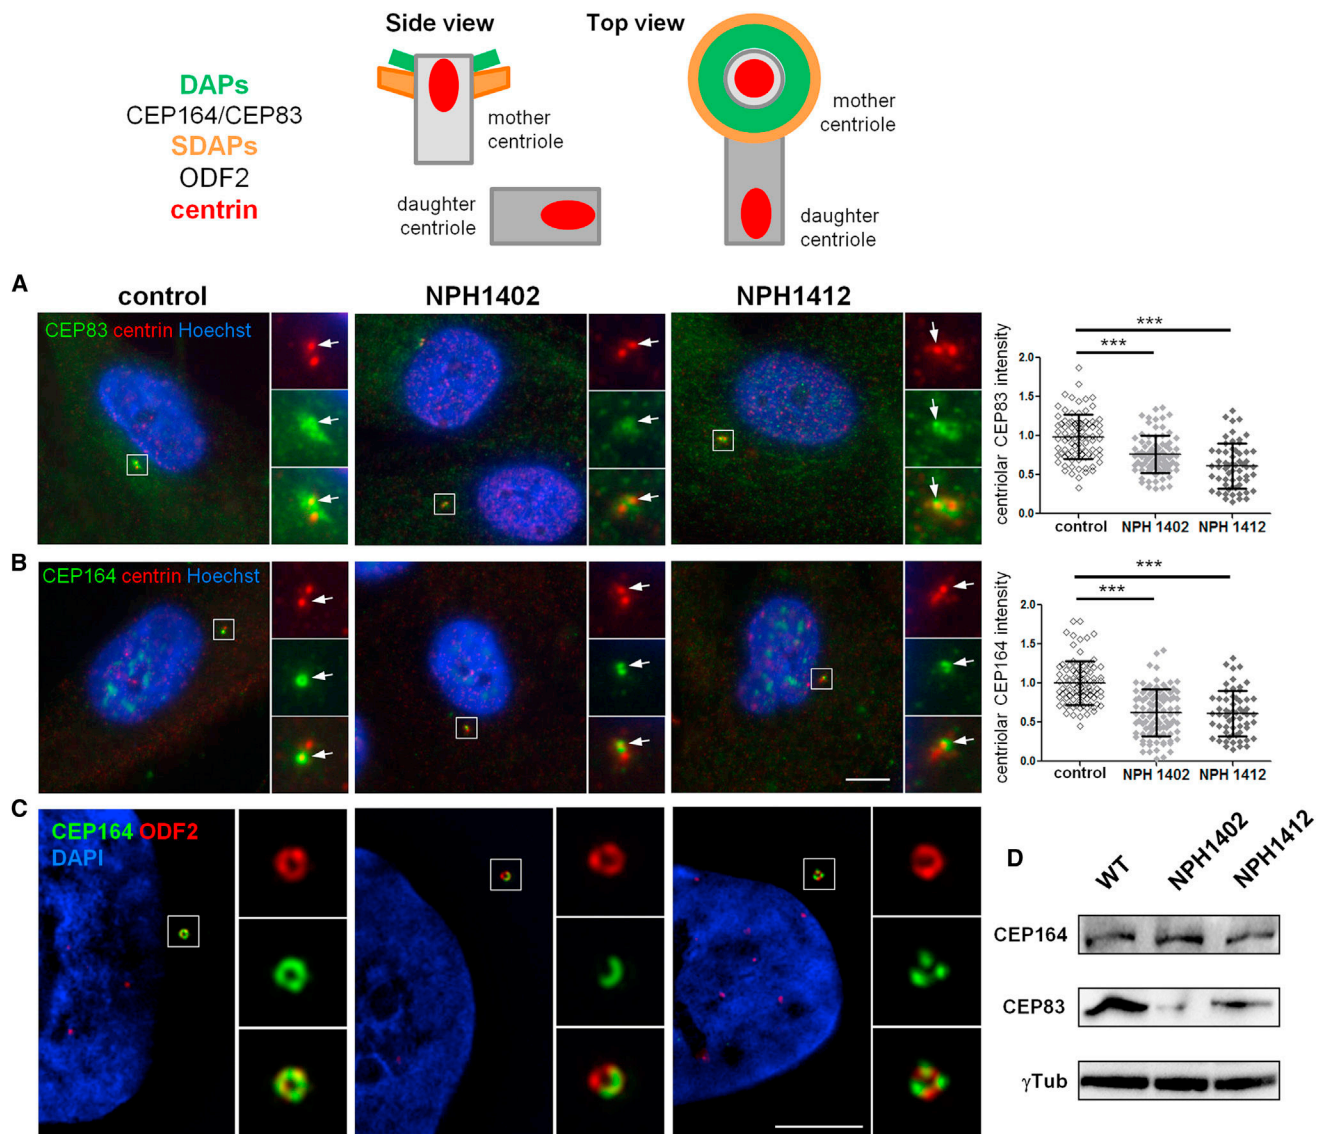 Side view
Top view
DAPs
CEP164/CEP83
SDAPs
ODF2
centrin
mother
centriole
daughter
centriole
mother
centriole
daughter
centriole
A
control
NPH1402
NPH1412
CEP83 centrin Hoechst
centriolar CEP83 intensity
***
***
2.0
1.5
1.0
0.5
0.0
control
NPH 1402
NPH 1412
B
CEP164 centrin Hoechst
centriolar CEP164 intensity
***
***
2.0
1.5
1.0
0.5
0.0
control
NPH 1402
NPH 1412
C
CEP164 ODF2
DAPI
D
WT
NPH1402
NPH1412
CEP164
CEP83
γTub